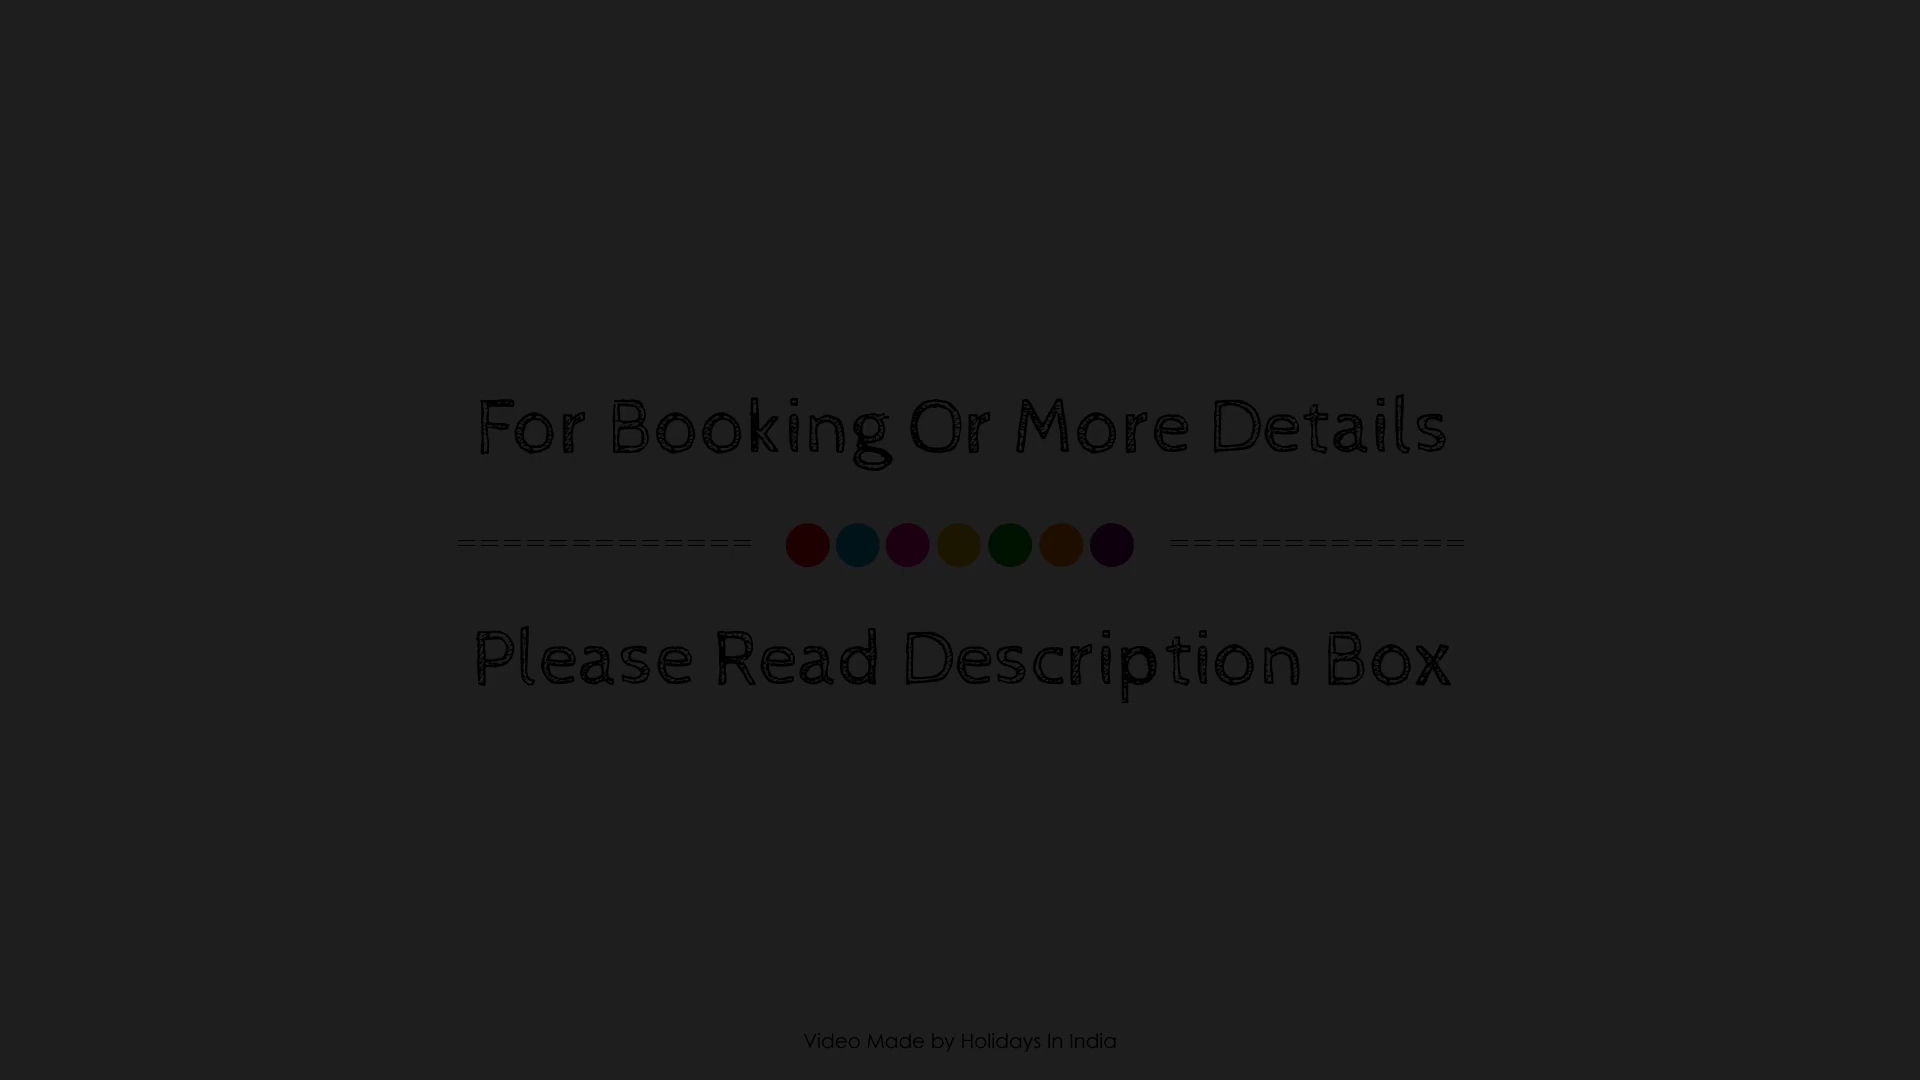 For Booking Or More Details
============= =============
Please Read Description Box
Video Made by Holidays In India